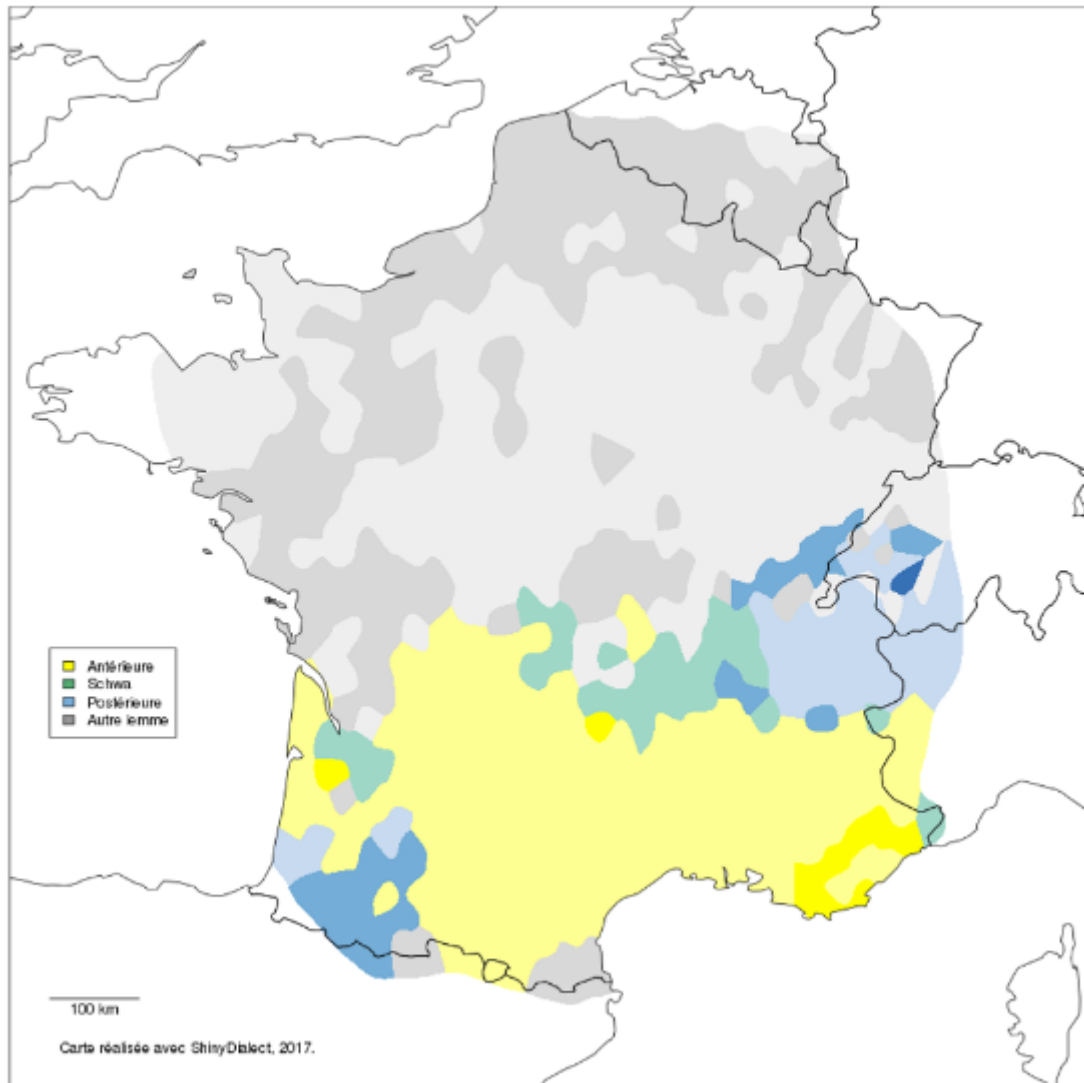 Antérieure
Schwa
Postérieure
Autre lemme
100 km
Carte réalisée avec ShinyDialect, 2017.